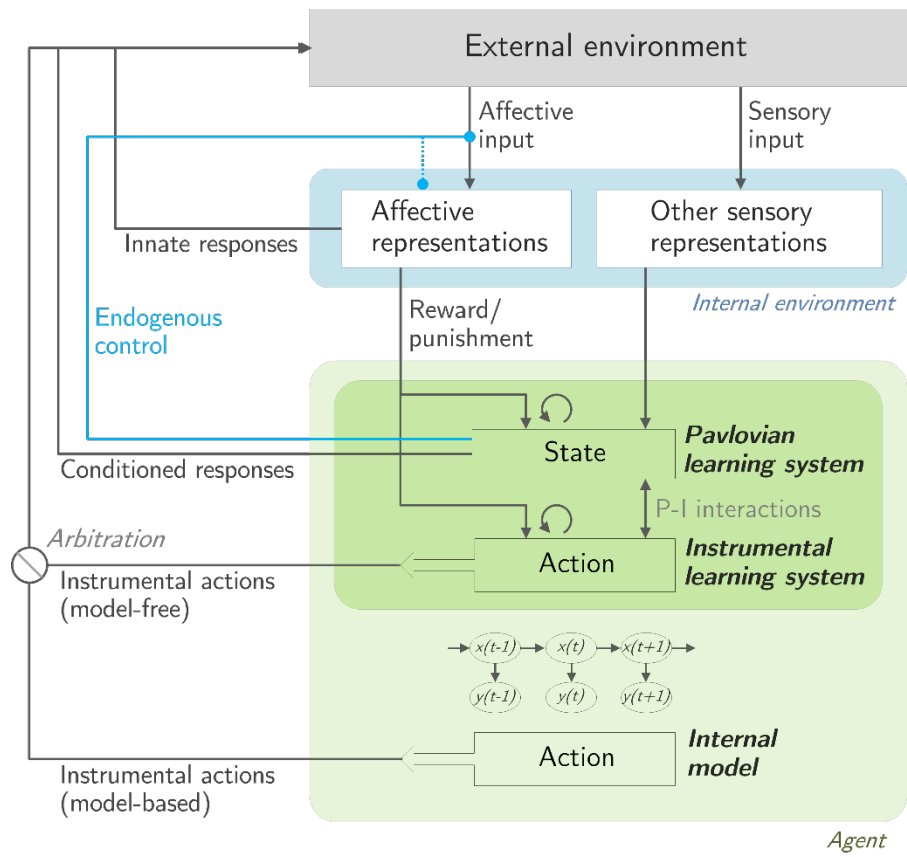 External environment
Affective
input
Sensory
input
Affective
representations
Other sensory
representations
Innate responses
Internal environment
Endogenous
control
Reward/
punishment
State
Pavlovian
learning system
Conditioned responses
P-I interactions
Arbitration
Action
Instrumental
learning system
Instrumental actions
(model-free)
x(t-1)
x(t)
x(t+1)
y(t-1)
y(t)
y(t+1)
Action
Internal
model
Instrumental actions
(model-based)
Agent